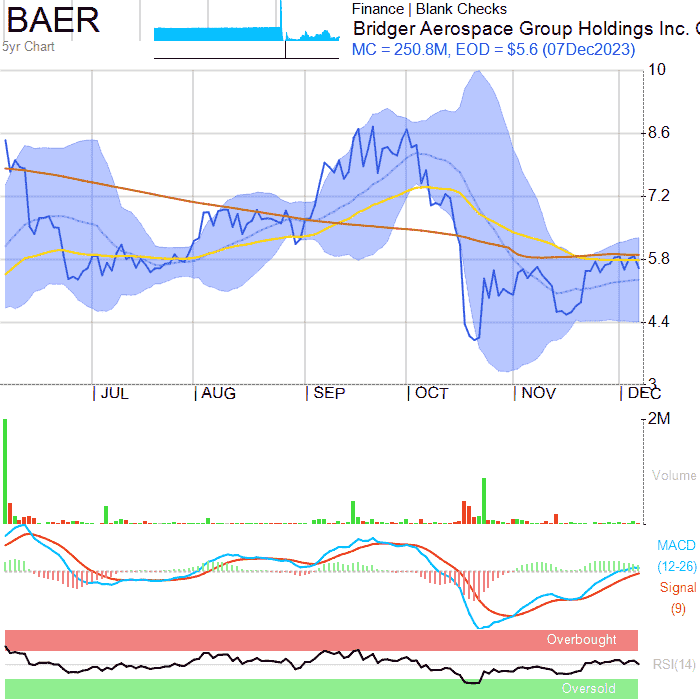 BAER
5yr Chart
Finance | Blank Checks
Bridger Aerospace Group Holdings Inc. C
MC = 250.8M, EOD = $5.6 (07Dec2023)
10
8.6
7.2
5.8
4.4
3
JUL AUG SEP OCT NOV DEC
2M
Volume
MACD
(12-26)
Signal
(9)
Overbought
RSI(14)
Oversold